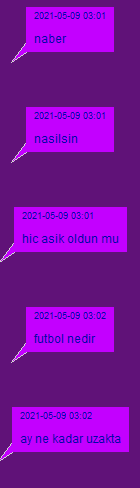 2021-05-09 03:01
naber
2021-05-09 03:01
nasilsin
2021-05-09 03:01
hic asik oldun mu
2021-05-09 03:02
futbol nedir
2021-05-09 03:02
ay ne kadar uzakta